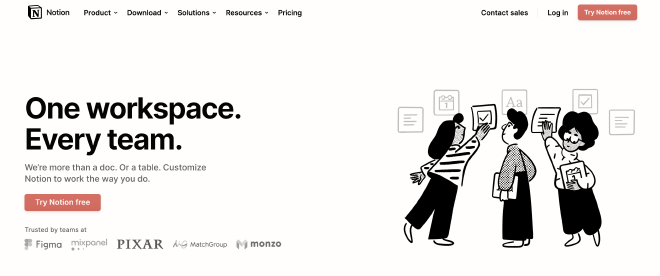 Notion
Product
Download
Solutions
Resources
Pricing
Contact sales
Log in
Try Notion free
One workspace.
Every team.
We're more than a doc. Or a table. Customize
Notion to work the way you do.
Try Notion free
Trusted by teams at
Figma
mixpanel
PIXAR
MatchGroup
monzo
Aa